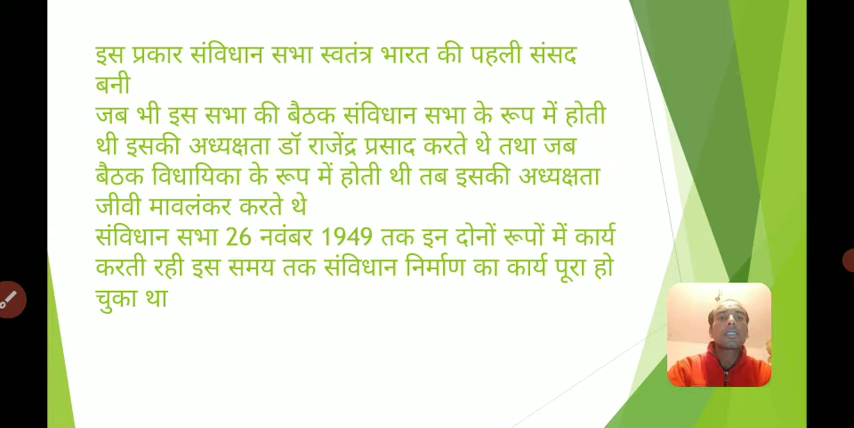 इस प्रकार संविधान सभा स्वतंत्र भारत की पहली संसद
बनी
जब भी इस सभा की बैठक संविधान सभा के रूप में होती
थी इसकी अध्यक्षता डॉ राजेंद्र प्रसाद करते थे तथा जब
बैठक विधायिका के रूप में होती थी तब इसकी अध्यक्षता
जीवी मावलंकर करते थे
संविधान सभा 26 नवंबर 1949 तक इन दोनों रूपों में कार्य
करती रही इस समय तक संविधान निर्माण का कार्य पूरा हो
चुका था